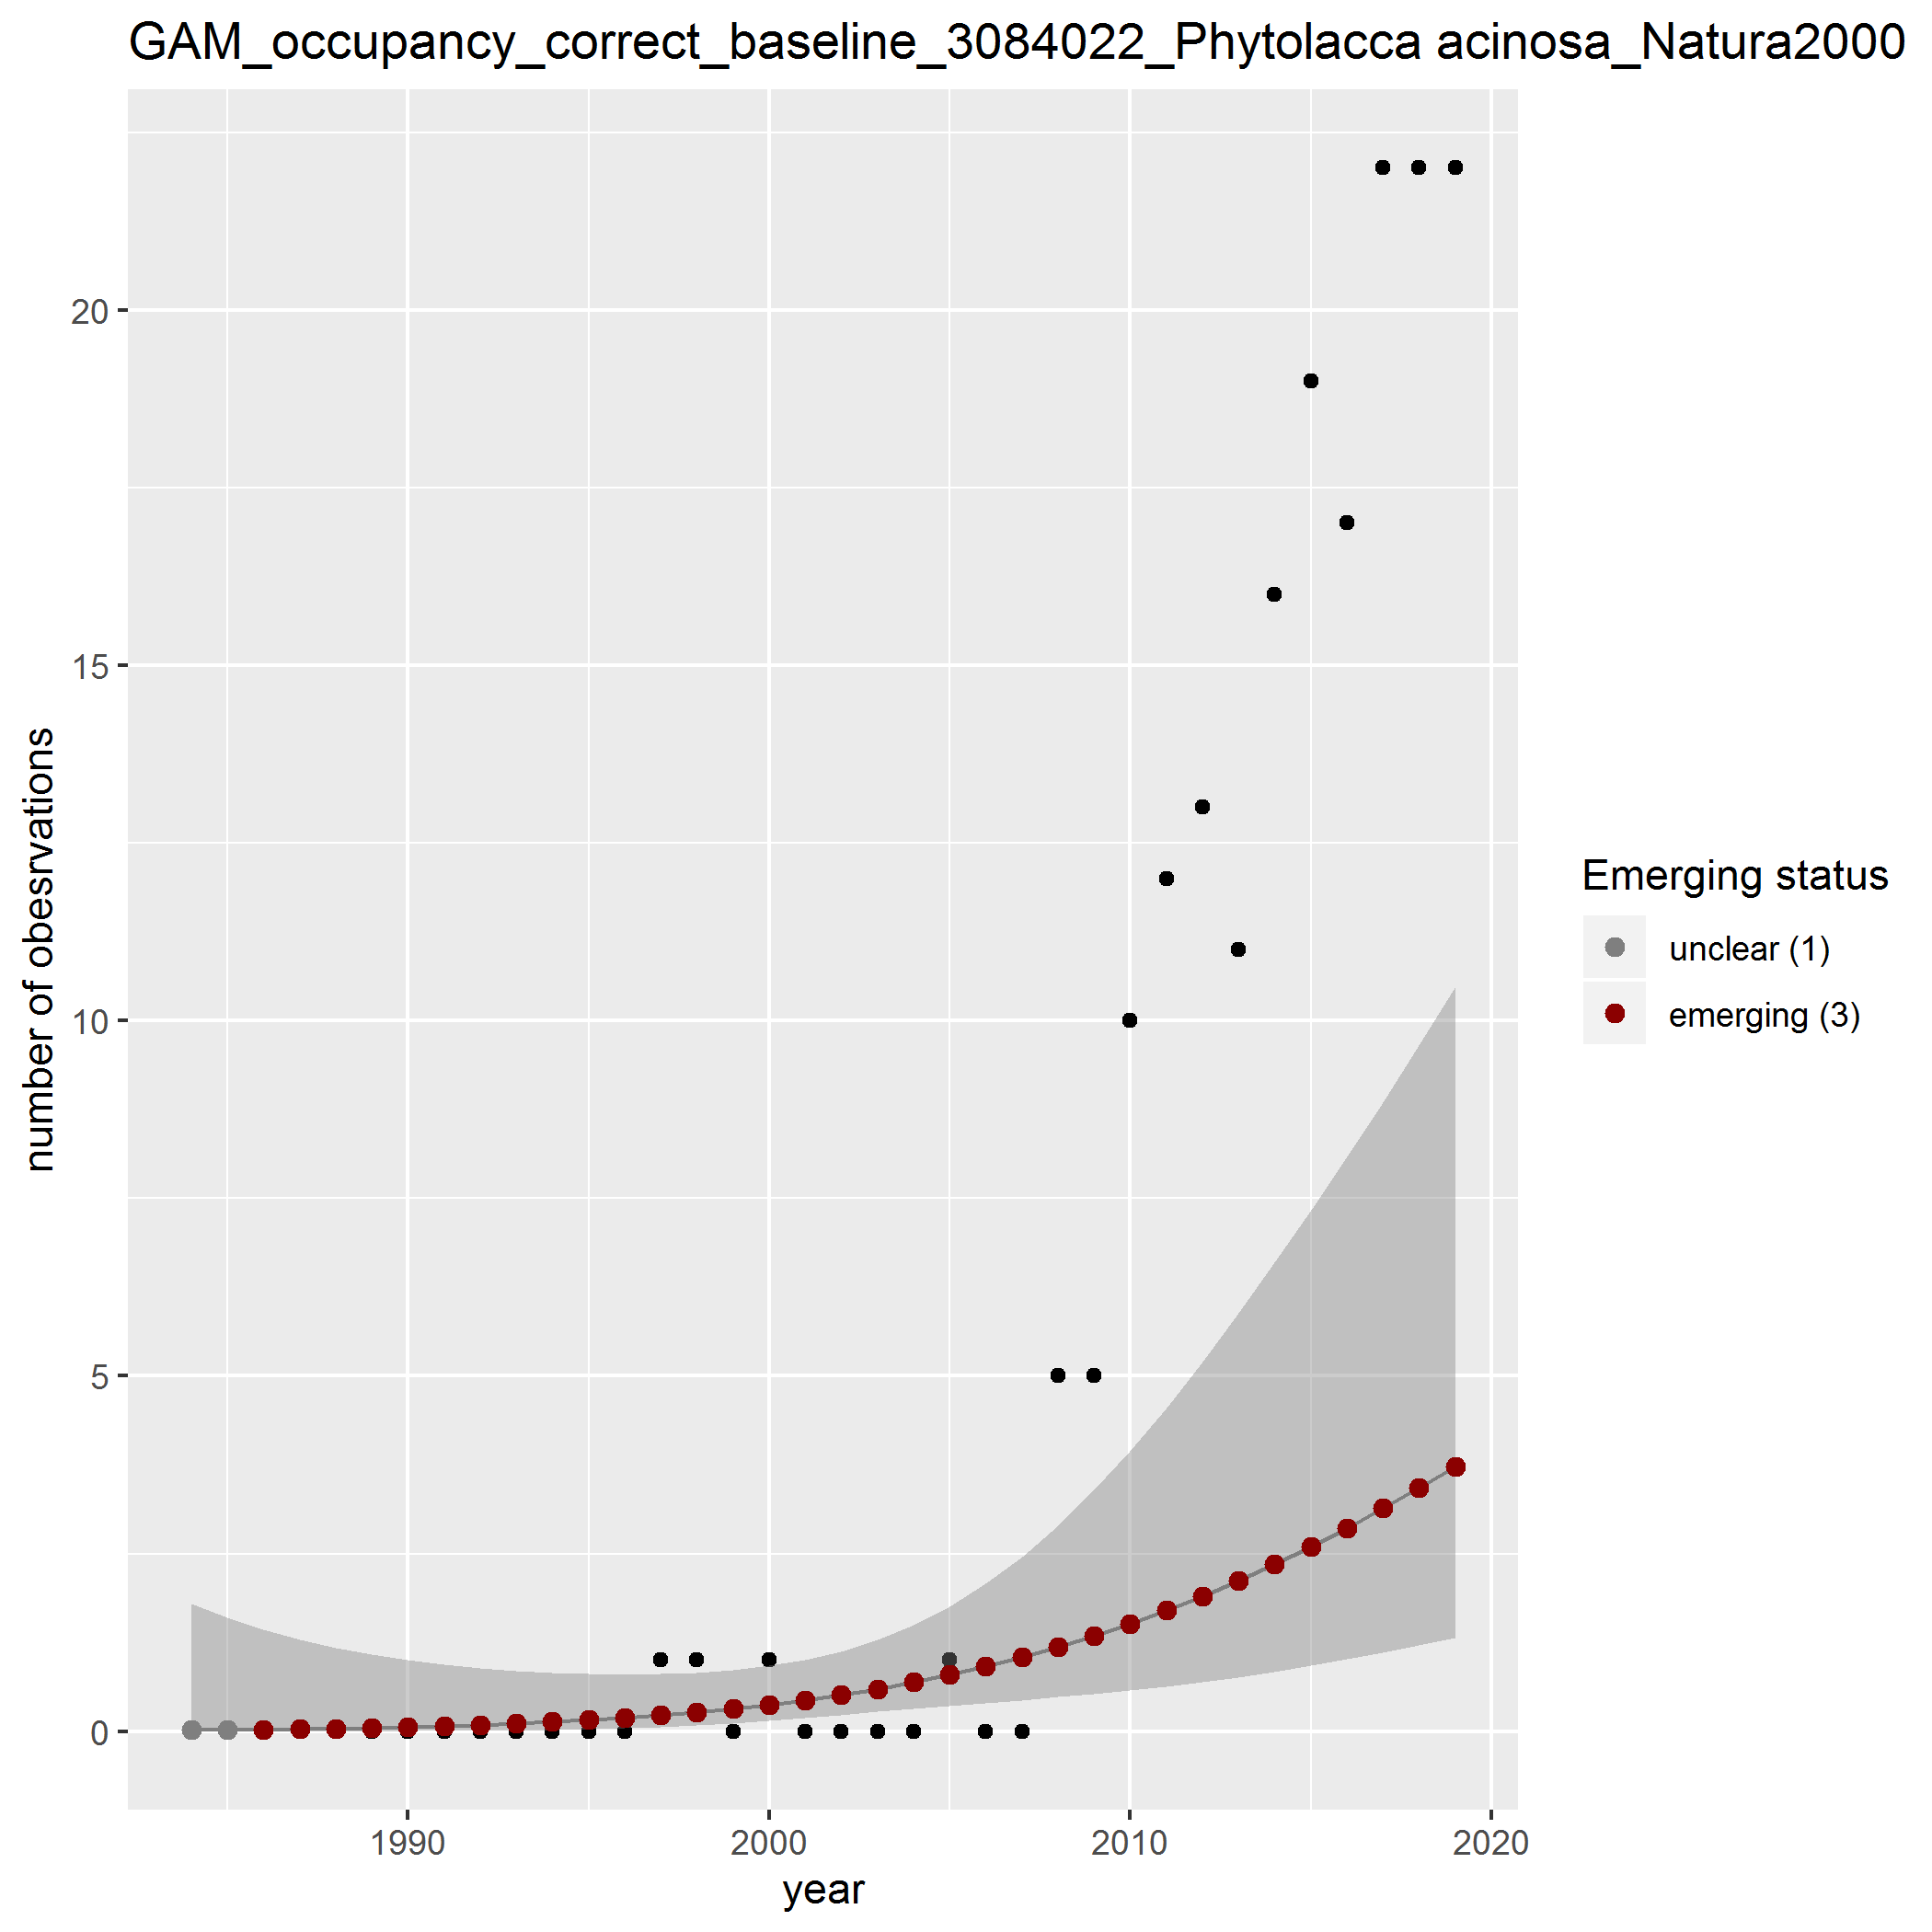 GAM_occupancy_correct_baseline_3084022_Phytolacca acinosa_Natura2000
20
15
10
5
0
number of obesrvations
1990
2000
2010
2020
year
Emerging status
unclear (1)
emerging (3)